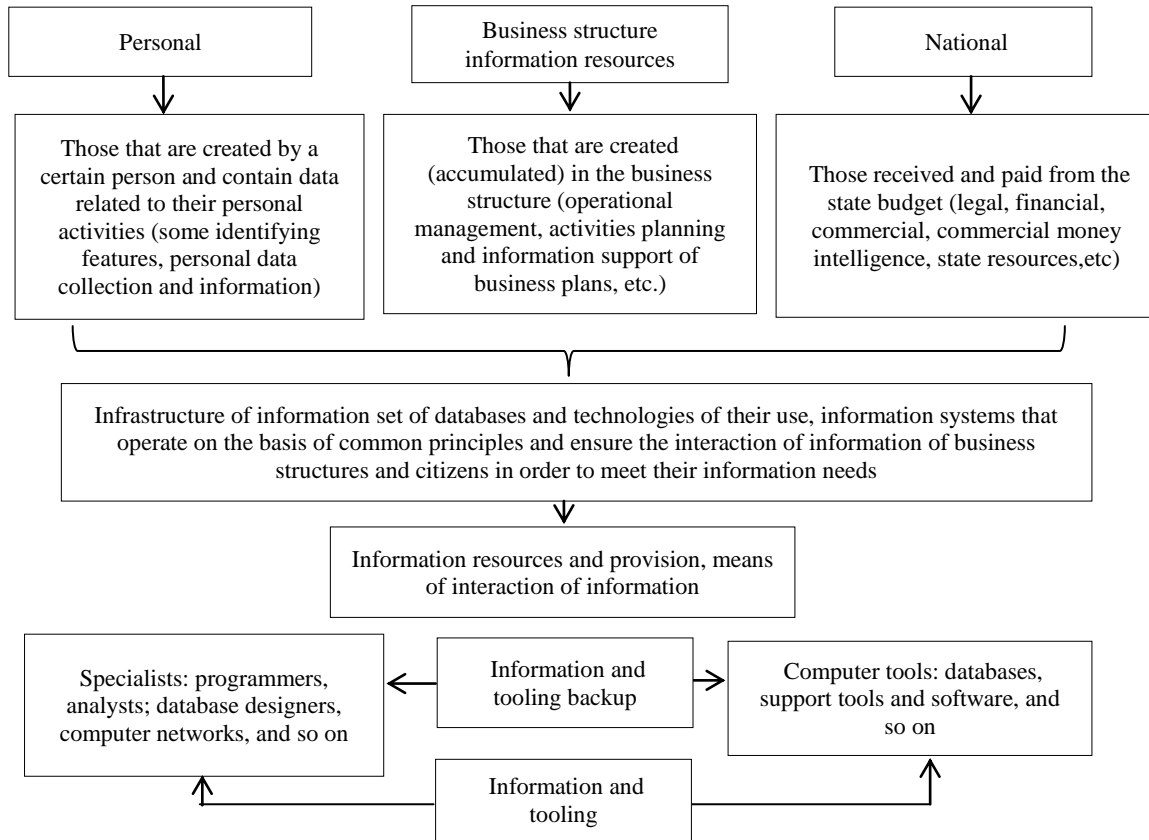 Personal
Business structure
information resources
National
Those that are created by a
certain person and contain data
related to their personal
activities (some identifying
features, personal data
collection and information)
Those that are created
(accumulated) in the business
structure (operational
management, activities planning
and information support of
business plans, etc.)
Those received and paid from the
state budget (legal, financial,
commercial, commercial money
intelligence, state resources,etc)
Infrastructure of information set of databases and technologies of their use, information systems that
operate on the basis of common principles and ensure the interaction of information of business
structures and citizens in order to meet their information needs
Information resources and provision, means
of interaction of information
Specialists: programmers,
analysts; database designers,
computer networks, and so on
Information and
tooling backup
Computer tools: databases,
support tools and software, and
so on
Information and
tooling